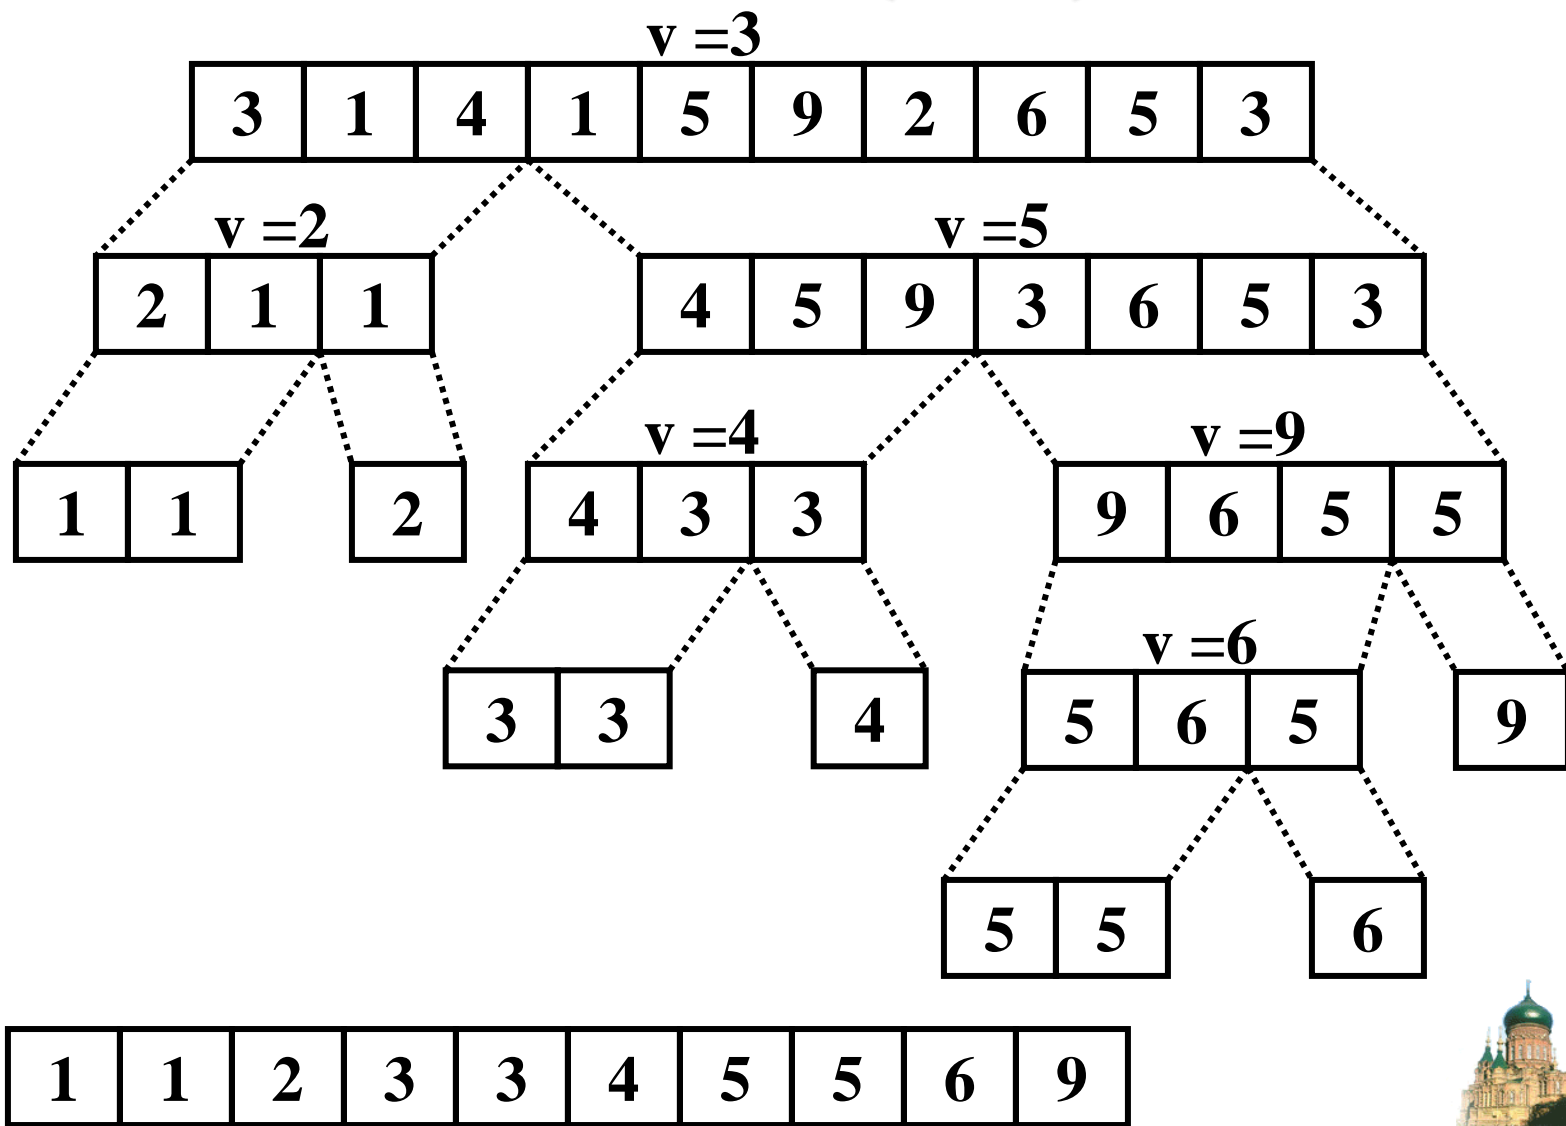 v =3
3 1 4 1 5 9 2 6 5 3
v =2 v =5
2 1 1 4 5 9 3 6 5 3
v =4 v =9
1 1 2 4 3 3 9 6 5 5
v =6
3 3 4 5 6 5 9
5 5 6
1 1 2 3 3 4 5 5 6 9